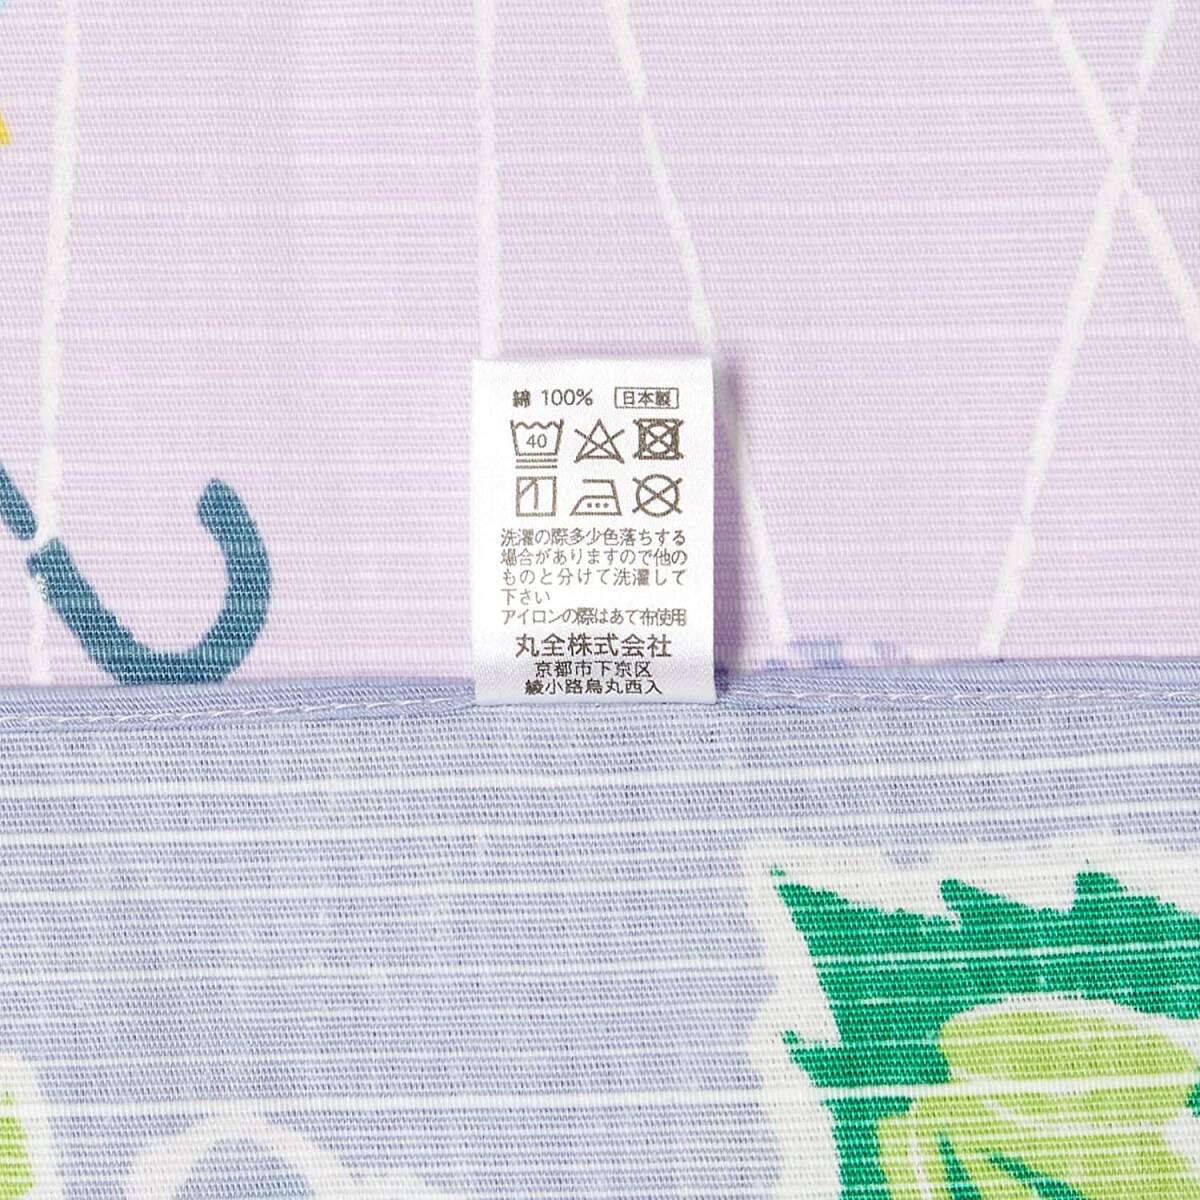 綿 100% 日本製
40
洗濯の際多少色落ちする
場合がありますので他の
ものと分けて洗濯して
下さい
アイロンの際はあて布使用
丸全株式会社
京都市下京区
綾小路烏丸西入